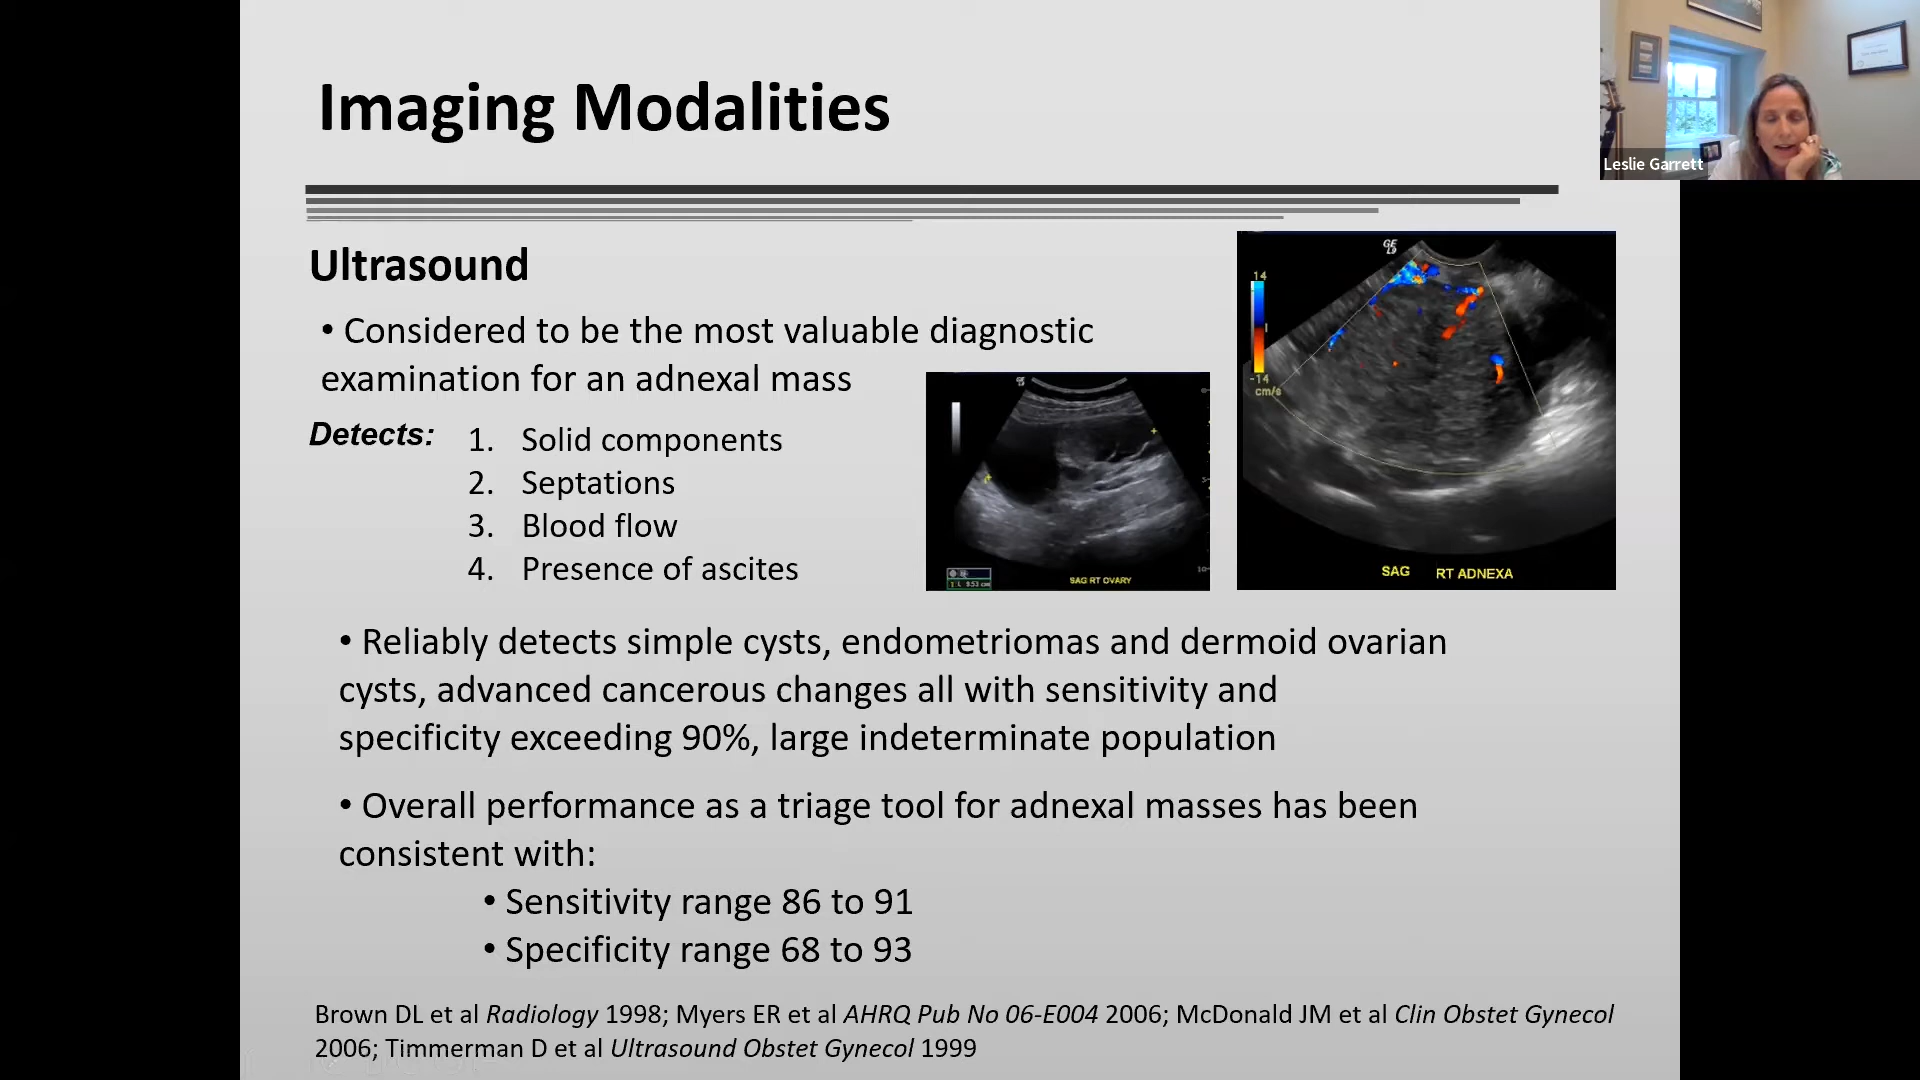 Imaging Modalities
Leslie Garrett
Ultrasound
• Considered to be the most valuable diagnostic
examination for an adnexal mass
Detects:
1. Solid components
2. Septations
3. Blood flow
4. Presence of ascites
GE
L 9.53 cm
SAG RT OVARY
GE
L9
14
-14
cm/s
SAG RT ADNEXA
• Reliably detects simple cysts, endometriomas and dermoid ovarian
cysts, advanced cancerous changes all with sensitivity and
specificity exceeding 90%, large indeterminate population
• Overall performance as a triage tool for adnexal masses has been
consistent with:
• Sensitivity range 86 to 91
• Specificity range 68 to 93
Brown DL et al Radiology 1998; Myers ER et al AHRQ Pub No 06-E004 2006; McDonald JM et al Clin Obstet Gynecol
2006; Timmerman D et al Ultrasound Obstet Gynecol 1999